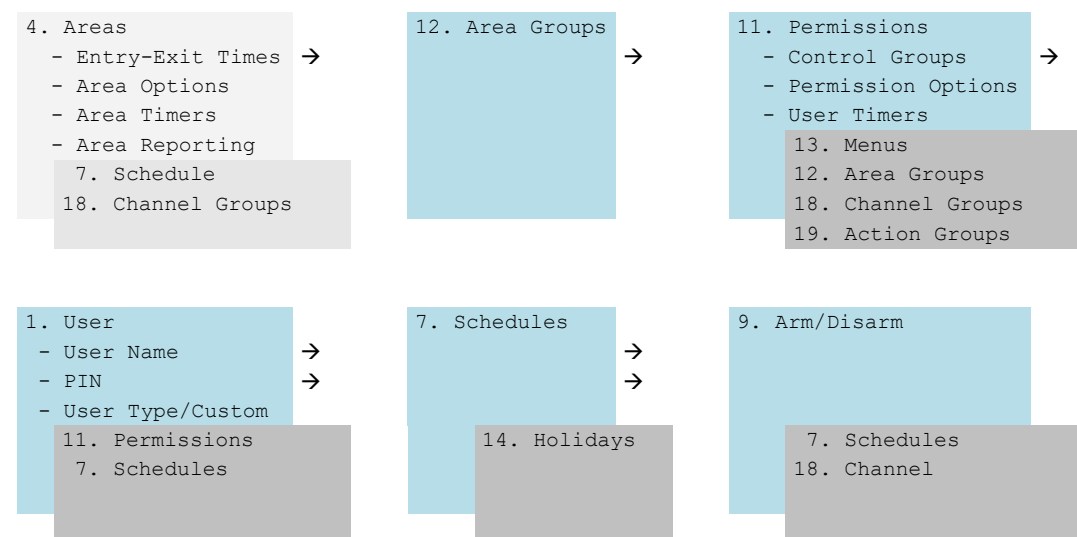 4. Areas
- Entry-Exit Times →
- Area Options
- Area Timers
- Area Reporting
7. Schedule
18. Channel Groups
12. Area Groups
→
11. Permissions
- Control Groups →
- Permission Options
- User Timers
13. Menus
12. Area Groups
18. Channel Groups
19. Action Groups
1. User
- User Name →
- PIN →
- User Type/Custom
11. Permissions
7. Schedules
7. Schedules
→
→
14. Holidays
9. Arm/Disarm
7. Schedules
18. Channel